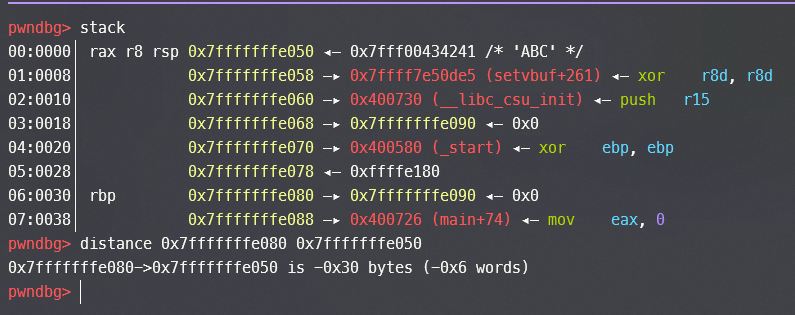 pwndbg> stack
00:0000│ rax r8 rsp 0x7fffffffe050 ◂— 0x7fff00434241 /* 'ABC' */
01:0008│            0x7fffffffe058 —▸ 0x7ffff7e50de5 (setvbuf+261) ◂— xor    r8d, r8d
02:0010│            0x7fffffffe060 —▸ 0x400730 (__libc_csu_init) ◂— push   r15
03:0018│            0x7fffffffe068 —▸ 0x7fffffffe090 ◂— 0x0
04:0020│            0x7fffffffe070 —▸ 0x400580 (_start) ◂— xor    ebp, ebp
05:0028│            0x7fffffffe078 ◂— 0xffffe180
06:0030│ rbp        0x7fffffffe080 —▸ 0x7fffffffe090 ◂— 0x0
07:0038│            0x7fffffffe088 —▸ 0x400726 (main+74) ◂— mov    eax, 0
pwndbg> distance 0x7fffffffe080 0x7fffffffe050
0x7fffffffe080->0x7fffffffe050 is -0x30 bytes (-0x6 words)
pwndbg>